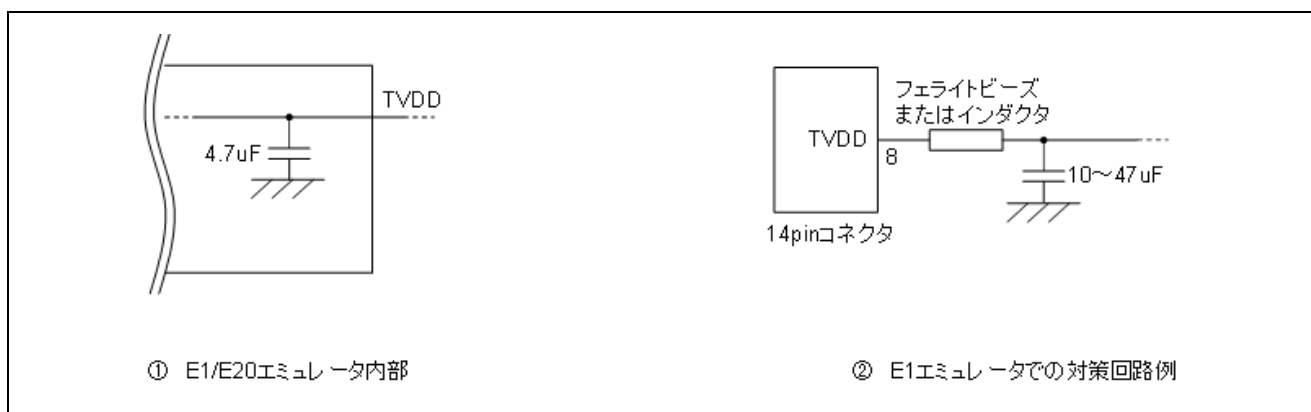 TVDD
4.7uF
① E1/E20エミュレータ内部
フェライトビーズ
またはインダクタ
TVDD
8
10～47uF
14pinコネクタ
② E1エミュレータでの対策回路例